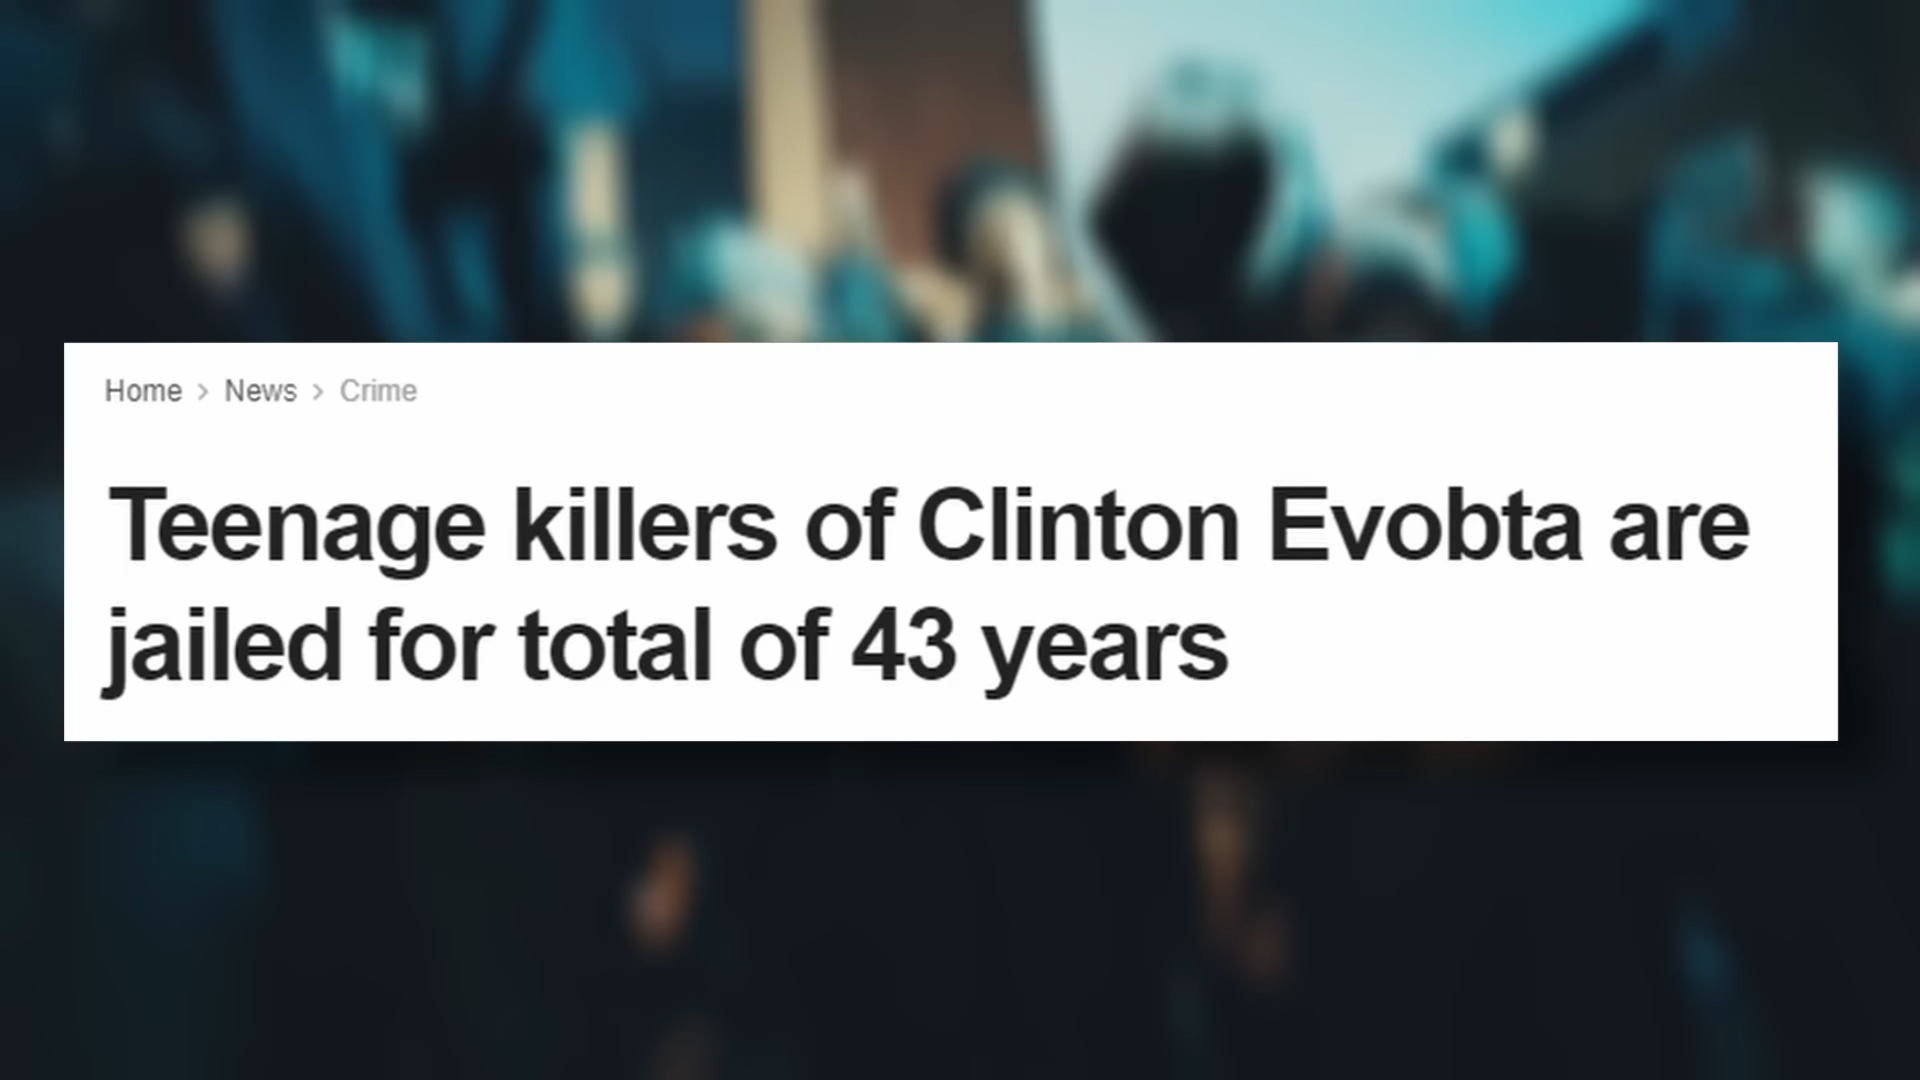 Home > News > Crime
Teenage killers of Clinton Evobta are
jailed for total of 43 years